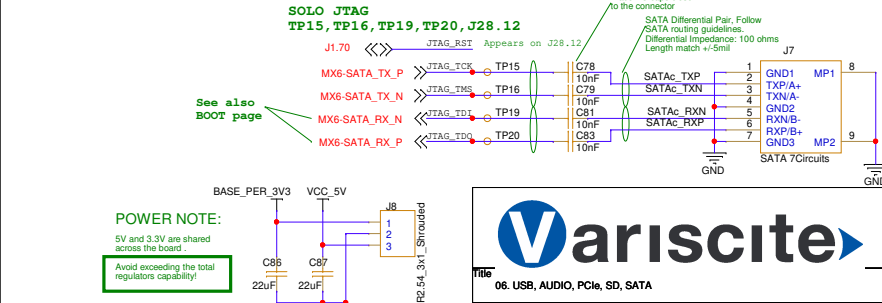 to the connector
SOLO JTAG
TP15,TP16,TP19,TP20,J28.12
SATA Differential Pair, Follow
SATA routing guidelines.
Differential Impedance: 100 ohms
Length match +/-5mil
J1.70
JTAG_RST
Appears on J28.12
J7
MX6-SATA_TX_P
JTAG_TCK
TP15
C78
10nF
SATAc_TXP
1
GND1
MP1
8
2
TXP/A+
MX6-SATA_TX_N
JTAG_TMS
TP16
C79
10nF
SATAc_TXN
3
TXN/A-
4
GND2
See also
BOOT page
MX6-SATA_RX_N
JTAG_TDI
TP19
C81
10nF
SATAc_RXN
5
RXN/B-
SATAc_RXP
6
RXP/B+
MX6-SATA_RX_P
JTAG_TDO
TP20
C83
10nF
7
GND3
MP2
9
SATA 7Circuits
GND
GND
BASE_PER_3V3
VCC_5V
J8
POWER NOTE:
1
2
3
5V and 3.3V are shared
across the board .
Avoid exceeding the total
regulators capability!
C86
22uF
C87
22uF
R2.54_3x1_Shrouded
Variscite
Title
06. USB, AUDIO, PCIe, SD, SATA